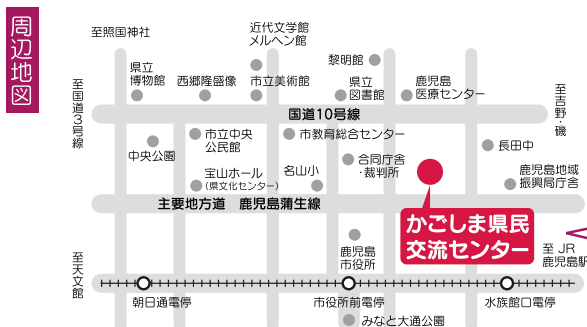 周辺地図
至照国神社
近代文学館
メルヘン館
黎明館
県立
博物館
西郷隆盛像
市立美術館
県立
図書館
鹿児島
医療センター
至国道3号線
至吉野・磯
国道10号線
中央公園
市立中央
公民館
市教育総合センター
長田中
合同庁舎
・裁判所
宝山ホール
(県文化センター)
名山小
鹿児島地域
振興局庁舎
主要地方道 鹿児島蒲生線
かごしま県民
交流センター
至天文館
鹿児島
市役所
至 JR
鹿児島駅
朝日通電停
市役所前電停
水族館口電停
みなと大通公園